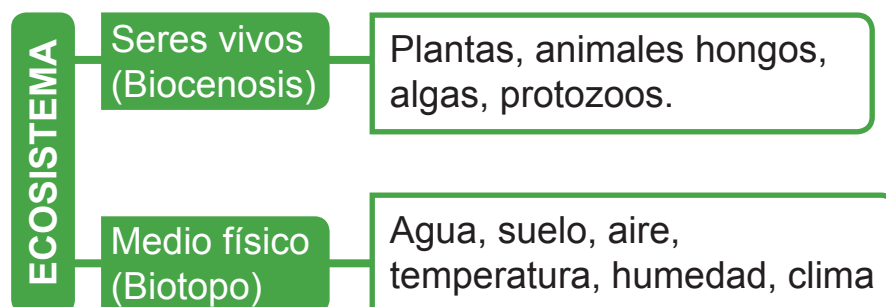 ECOSISTEMA
Seres vivos
(Biocenosis)
Plantas, animales hongos,
algas, protozoos.
Medio físico
(Biotopo)
Agua, suelo, aire,
temperatura, humedad, clima